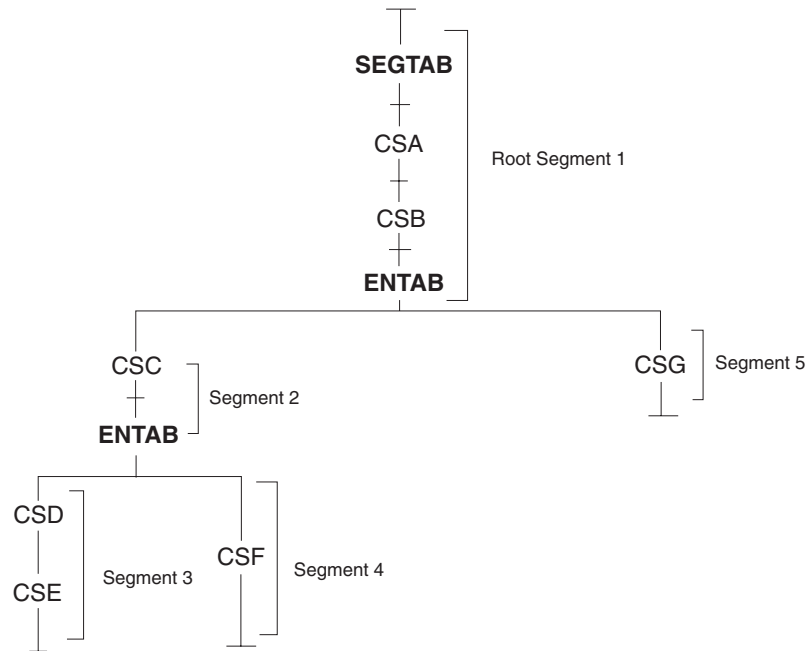 SEGTAB
CSA
Root Segment 1
CSB
ENTAB
CSC
Segment 2
ENTAB
CSG
Segment 5
CSD
CSE
Segment 3
CSF
Segment 4